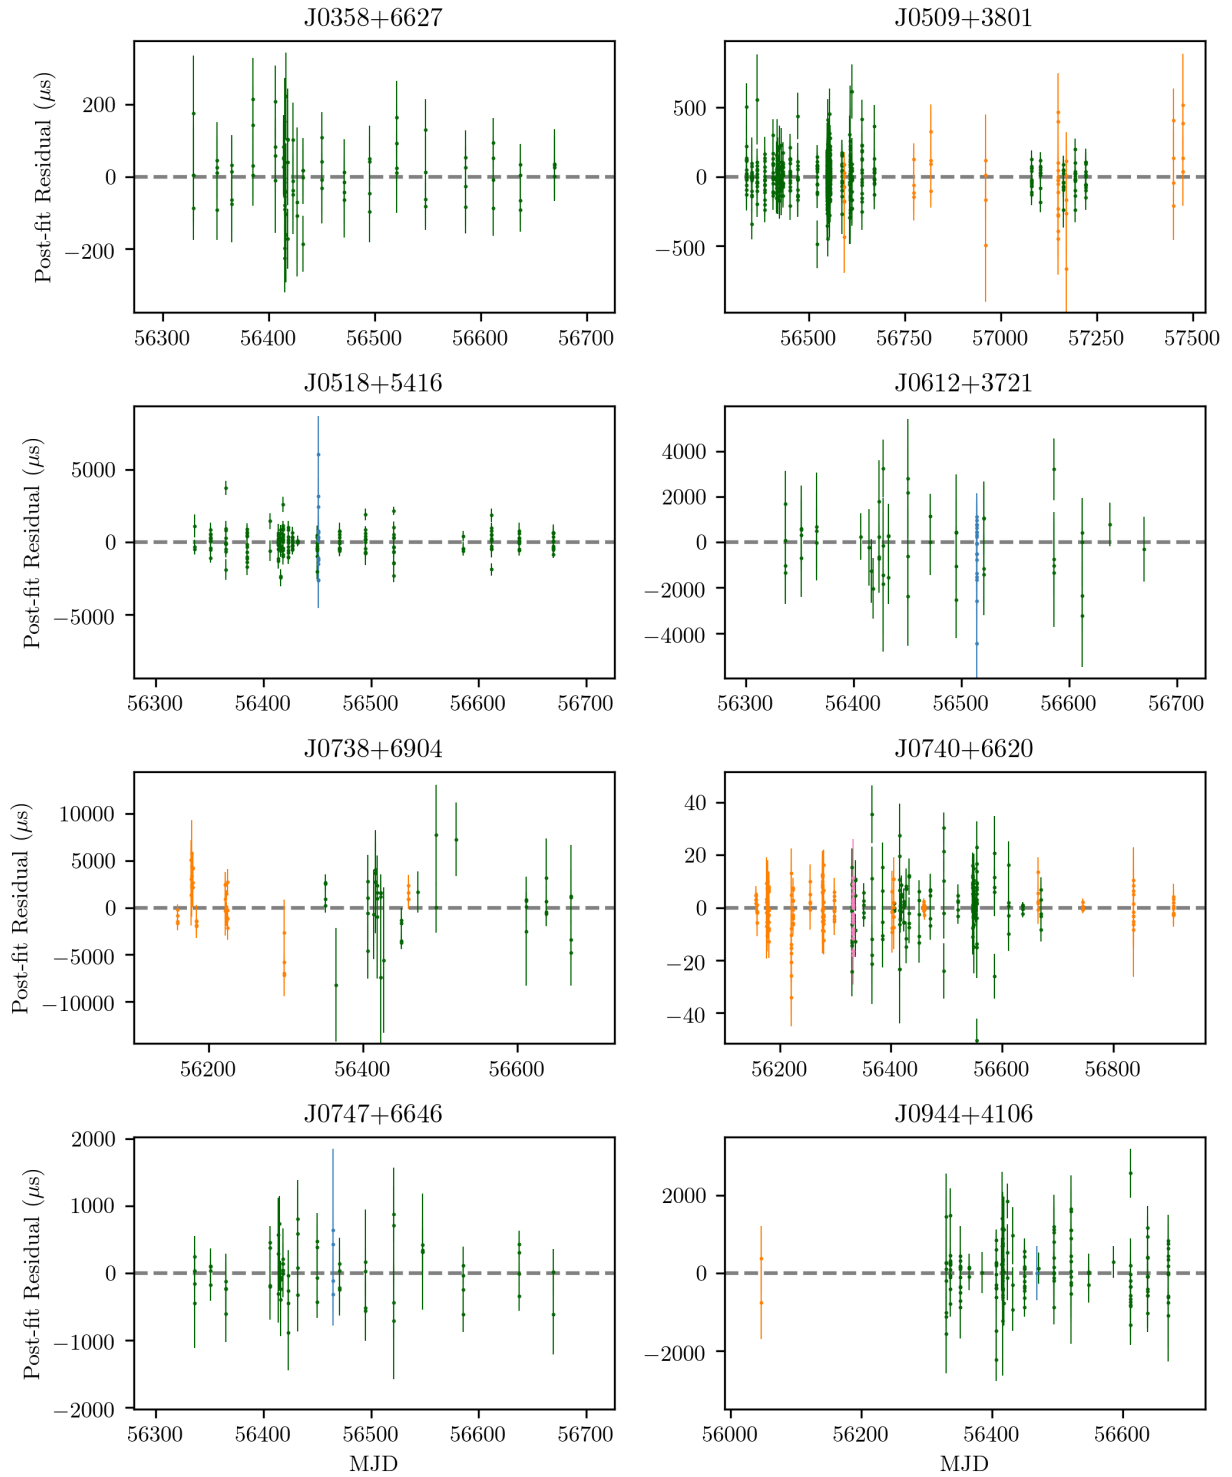 J0358+6627
J0509+3801
Post-fit Residual (μs)
200
0
−200
56300 56400 56500 56600 56700
500
0
−500
56500 56750 57000 57250 57500
J0518+5416
J0612+3721
Post-fit Residual (μs)
5000
0
−5000
56300 56400 56500 56600 56700
4000
2000
0
−2000
−4000
56300 56400 56500 56600 56700
J0738+6904
J0740+6620
Post-fit Residual (μs)
10000
5000
0
−5000
−10000
56200 56400 56600
40
20
0
−20
−40
56200 56400 56600 56800
J0747+6646
J0944+4106
Post-fit Residual (μs)
2000
1000
0
−1000
−2000
56300 56400 56500 56600 56700
MJD
2000
0
−2000
56000 56200 56400 56600
MJD